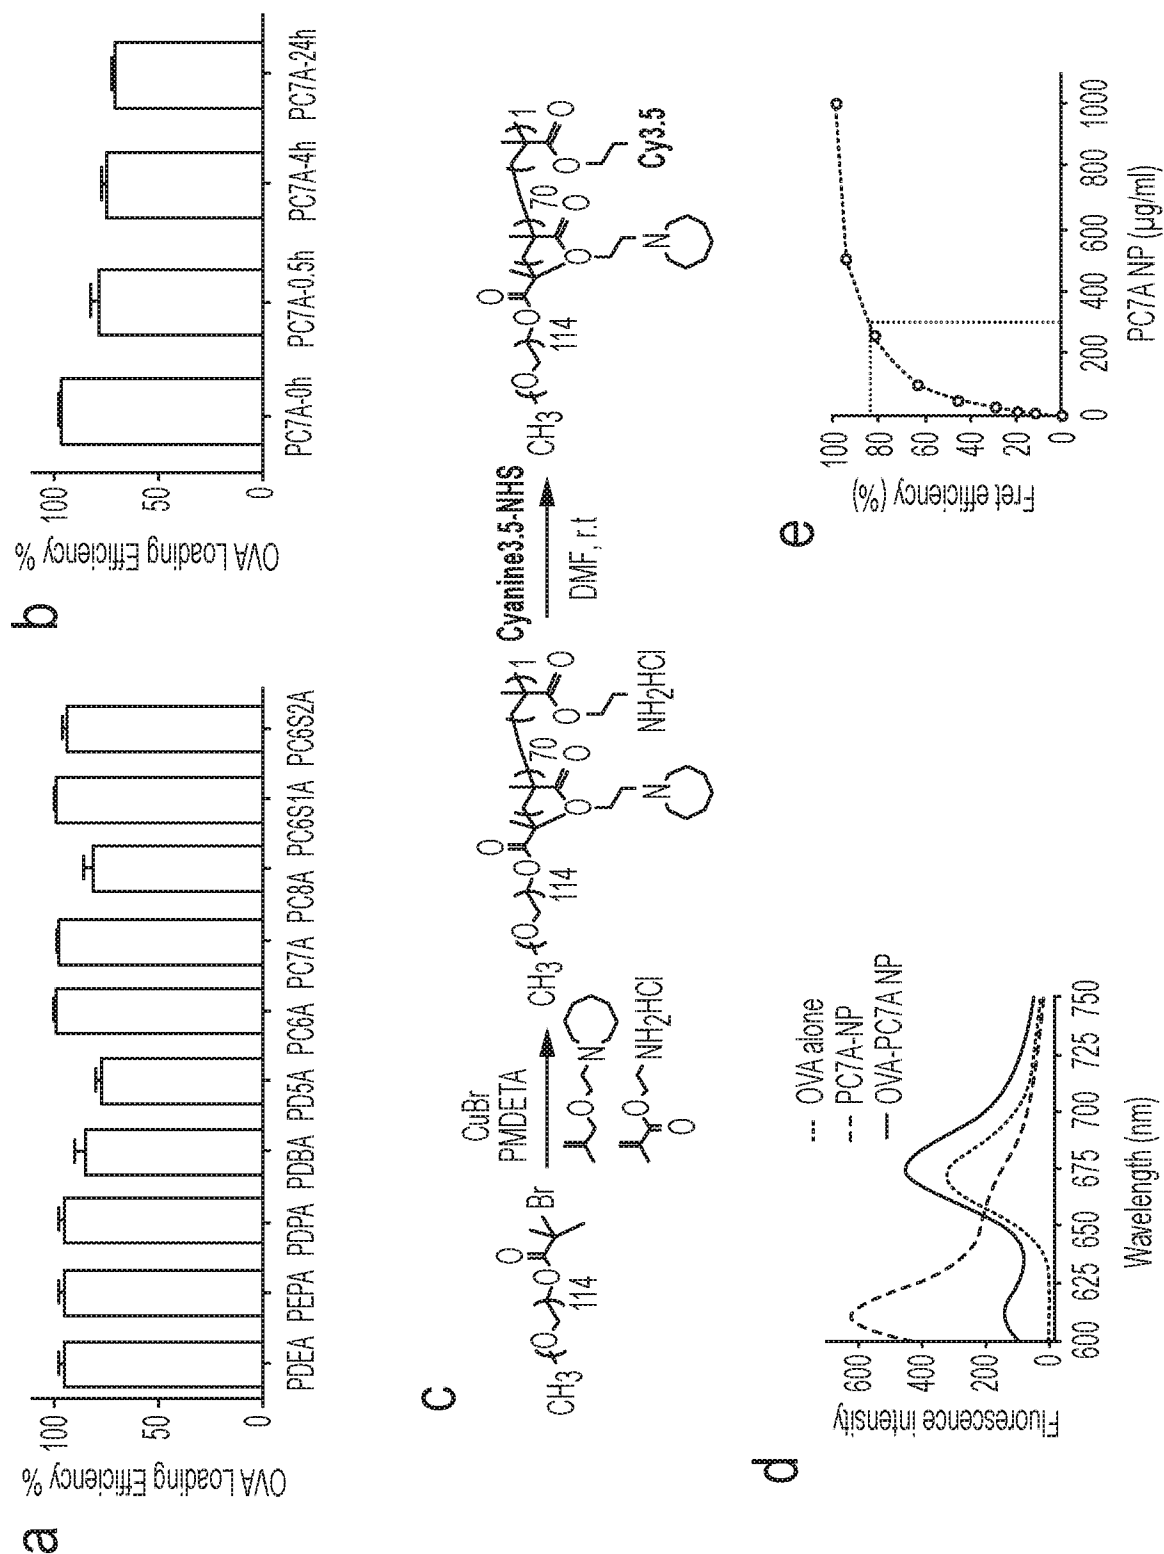 a
OVA Loading Efficiency %
100
50
0
PDEA PEPA PDPA PDBA PD5A PC6A PC7A PC8A PC6S1A PC6S2A
b
OVA Loading Efficiency %
100
50
0
PC7A-0h PC7A-0.5h PC7A-4h PC7A-24h
c
CH3
O
114
O
O
Br
CuBr
PMDETA
O
N
O
O
NH2HCl
CH3
O
114
O
O
70
O
O
N
1
O
O
NH2HCl
Cyanine3.5-NHS
DMF, r.t
CH3
O
114
O
O
70
O
O
N
1
O
O
Cy3.5
d
Fluorescence intensity
600
400
200
0
600 625 650 675 700 725 750
Wavelength (nm)
OVA alone
PC7A-NP
OVA-PC7A NP
e
Fret efficiency (%)
100
80
60
40
20
0
0 200 400 300 600 800 1000
PC7A NP (µg/ml)